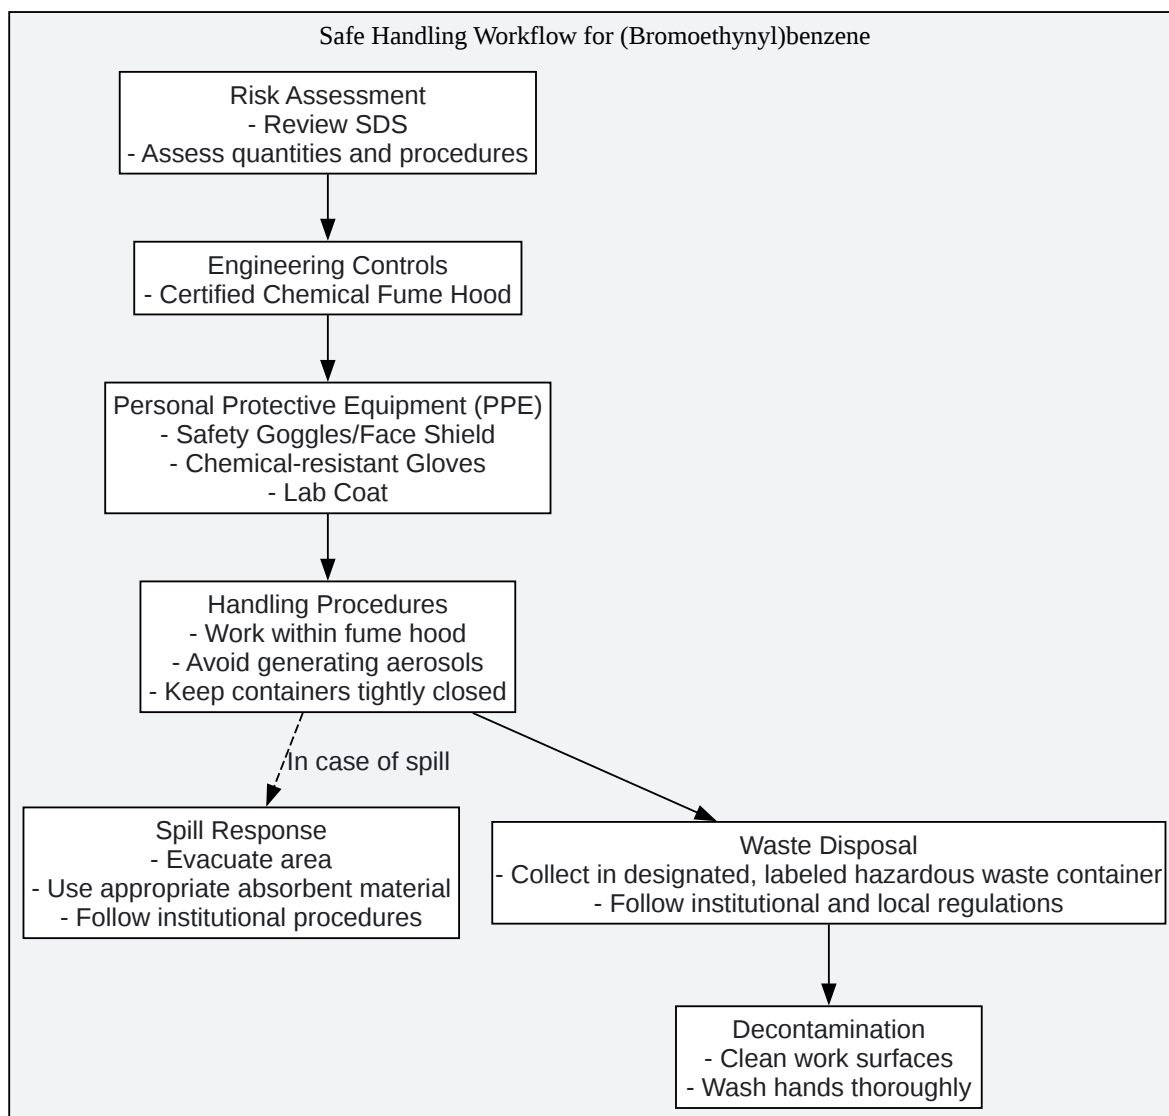 Safe Handling Workflow for (Bromoethynyl)benzene
Risk Assessment
- Review SDS
- Assess quantities and procedures
Engineering Controls
- Certified Chemical Fume Hood
Personal Protective Equipment (PPE)
- Safety Goggles/Face Shield
- Chemical-resistant Gloves
- Lab Coat
Handling Procedures
- Work within fume hood
- Avoid generating aerosols
- Keep containers tightly closed
In case of spill
Spill Response
- Evacuate area
- Use appropriate absorbent material
- Follow institutional procedures
Waste Disposal
- Collect in designated, labeled hazardous waste container
- Follow institutional and local regulations
Decontamination
- Clean work surfaces
- Wash hands thoroughly